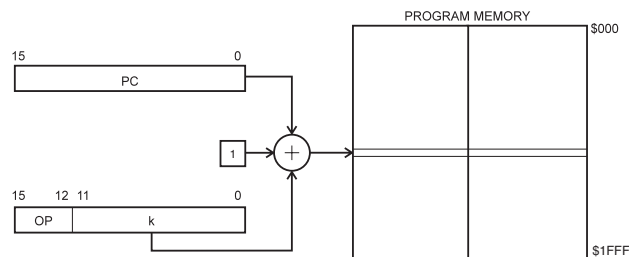 PROGRAM MEMORY
$000
15 0
PC
1
+
15 12 11 0
OP k
$1FFF